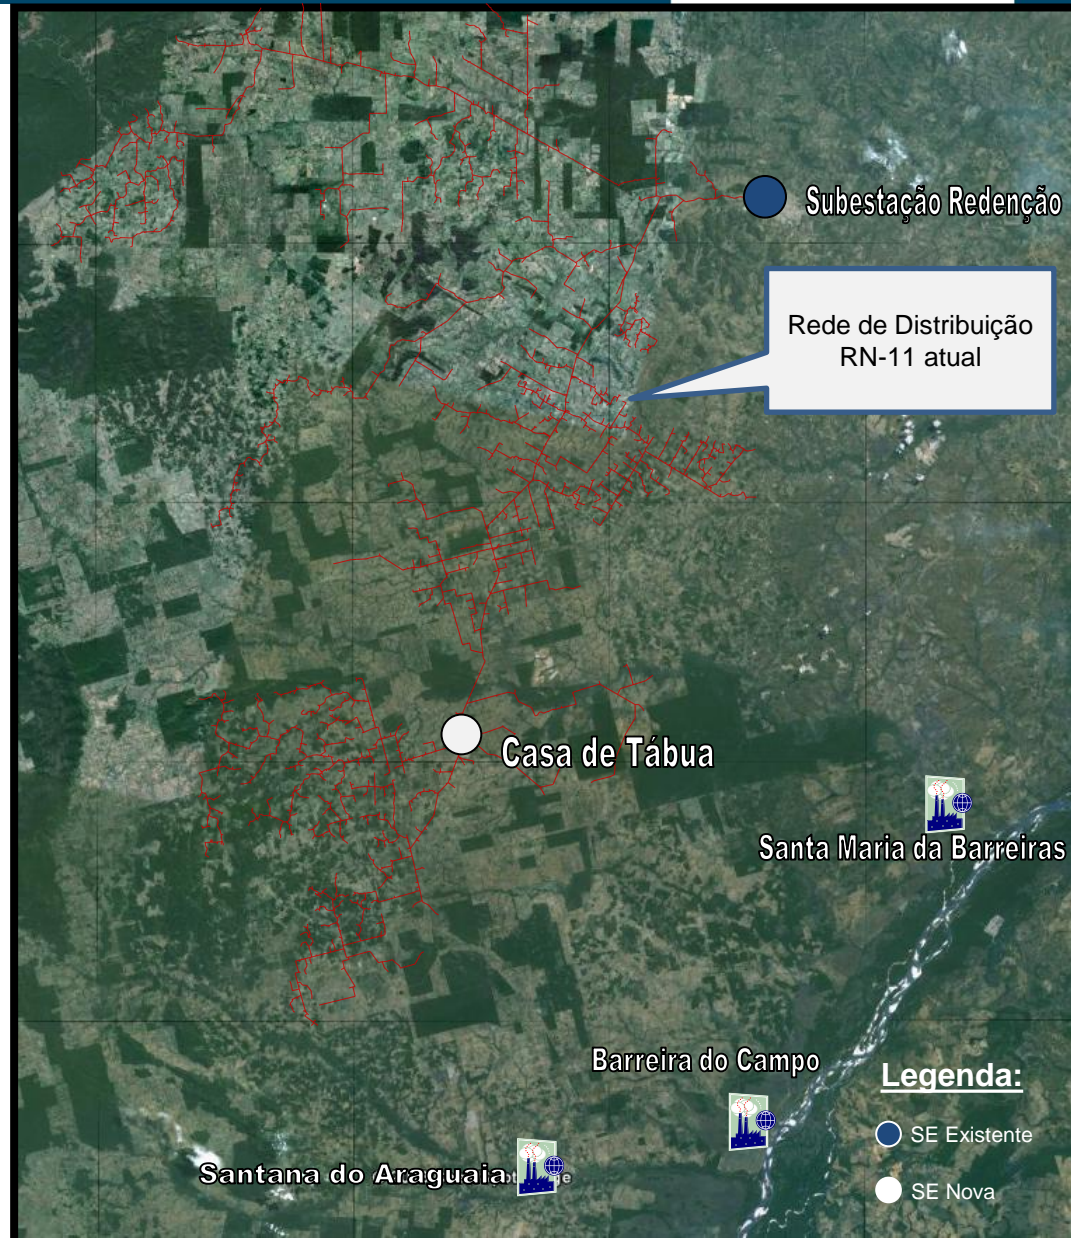 Subestação Redenção
Rede de Distribuição
RN-11 atual
Casa de Tábua
Santa Maria da Barreiras
Barreira do Campo
Legenda:
SE Existente
Santana do Araguaia
SE Nova